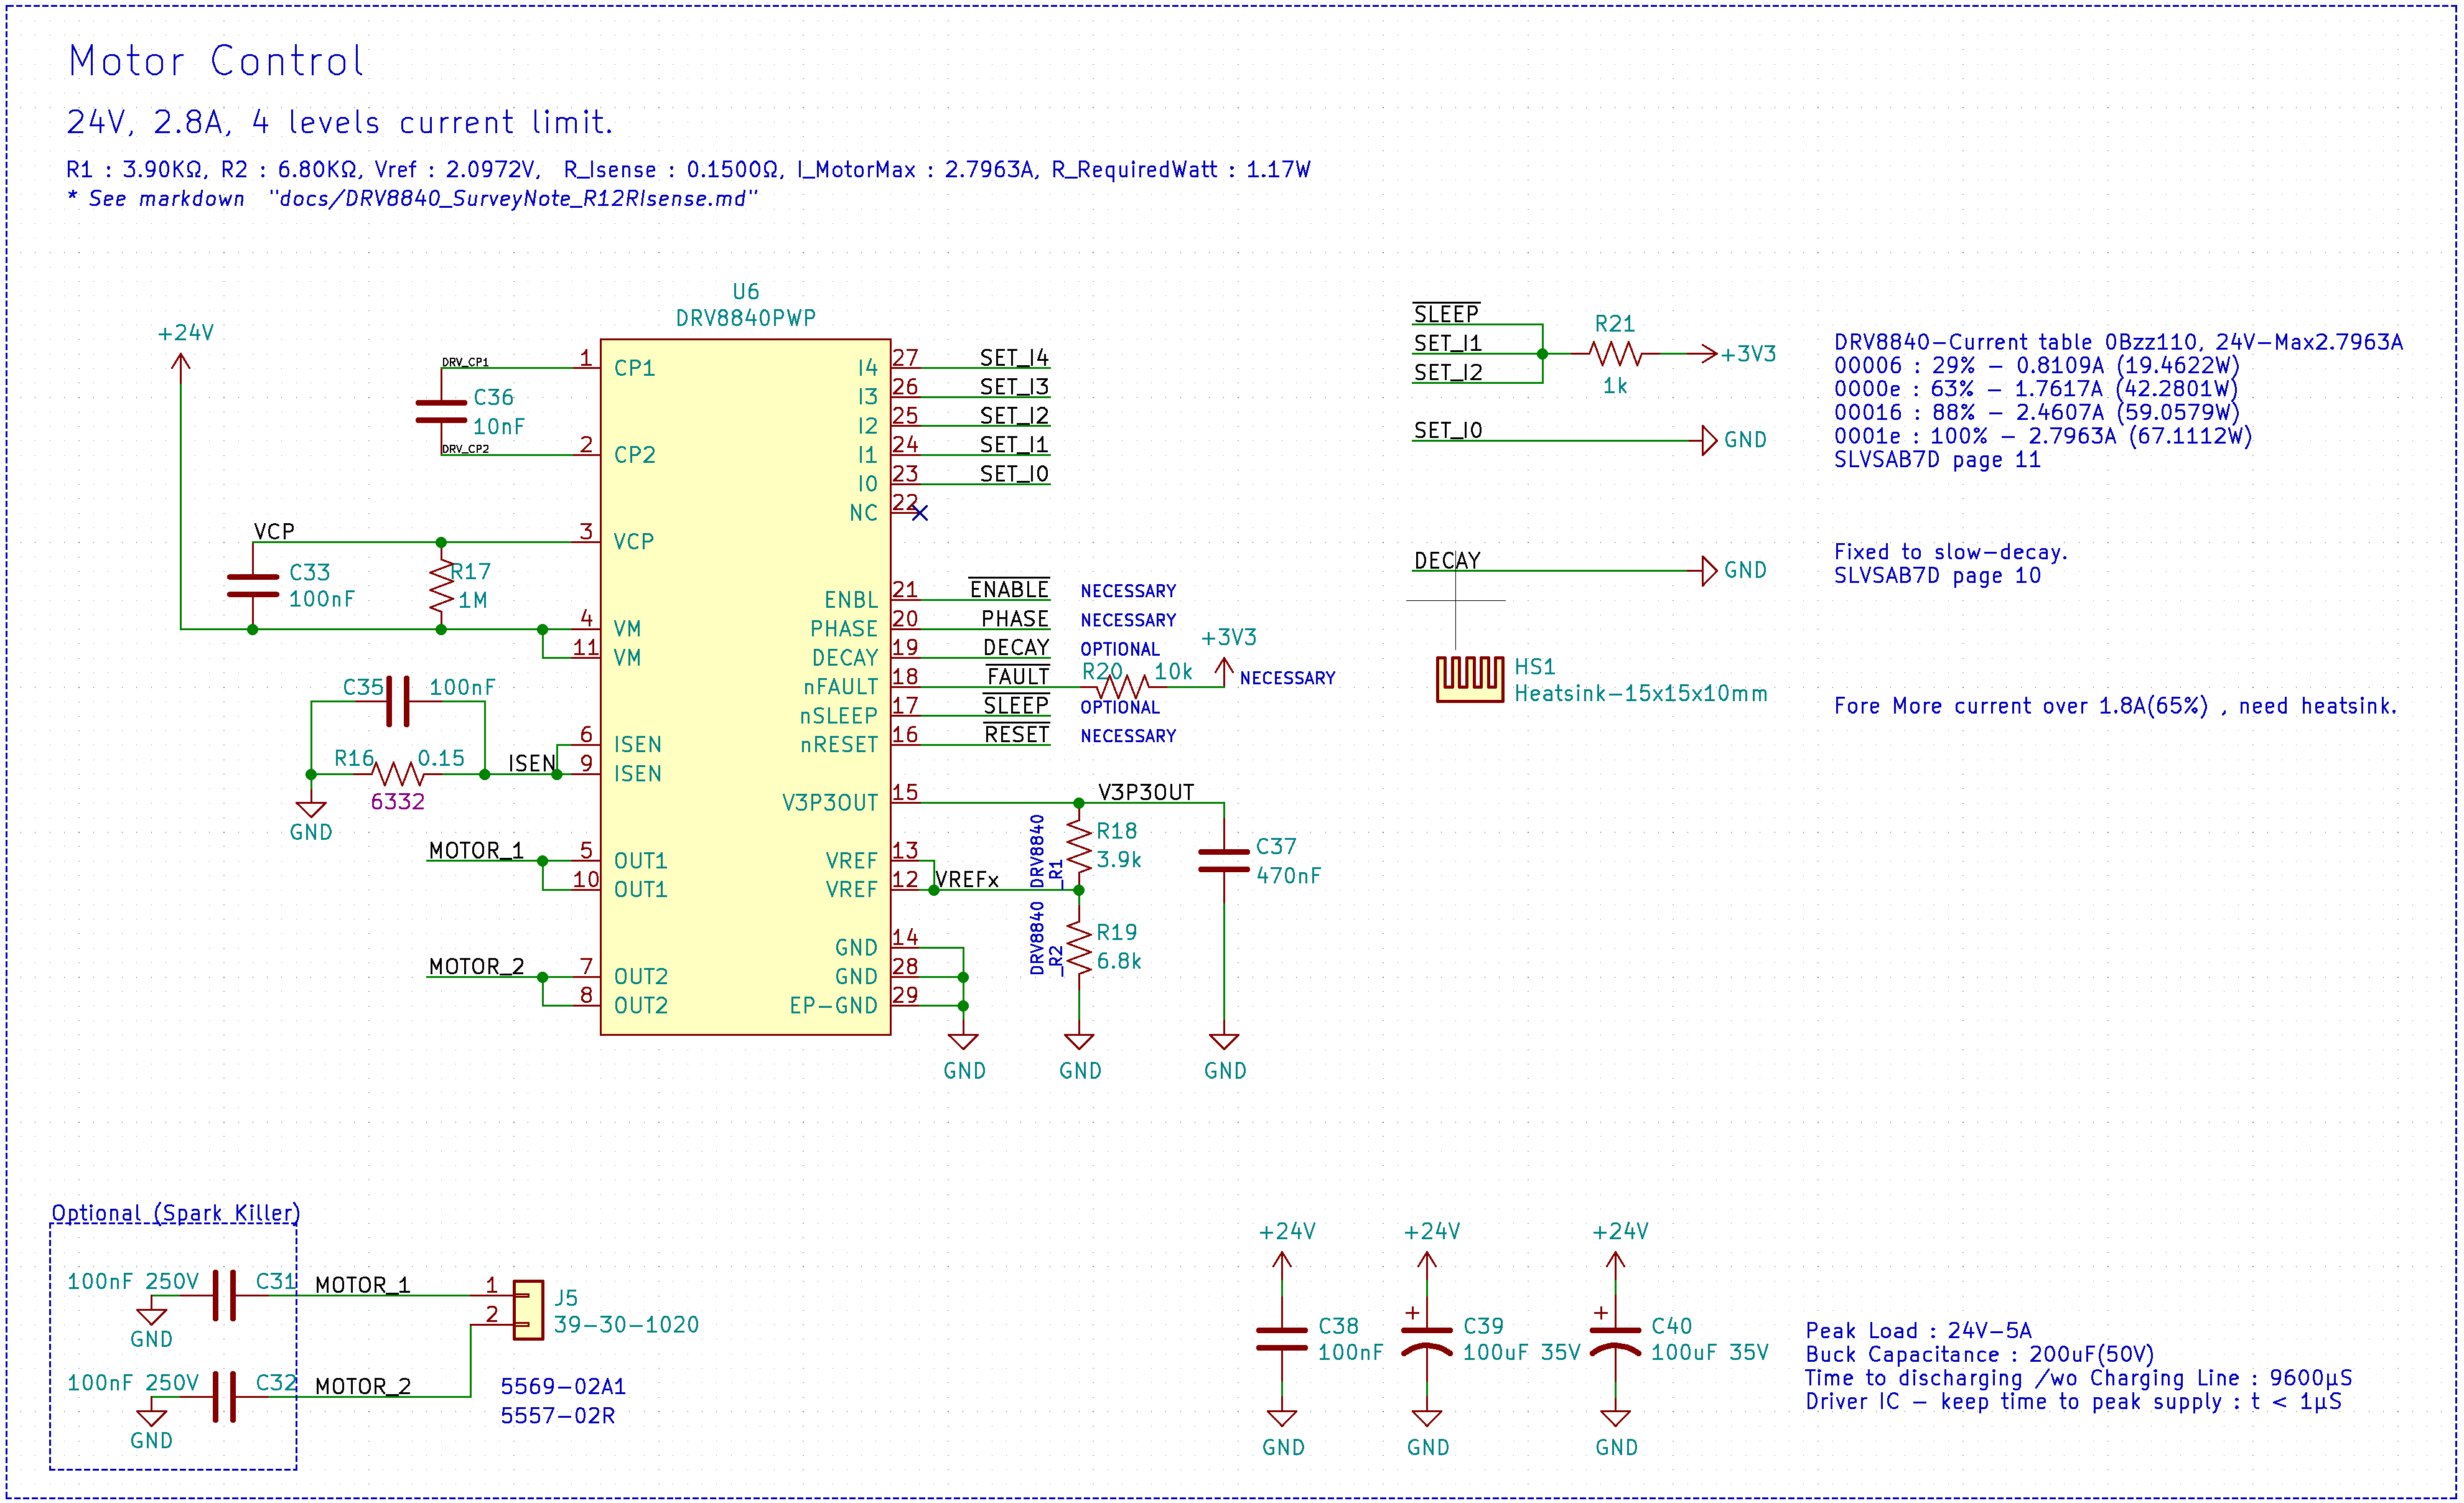 Motor Control
24V, 2.8A, 4 levels current limit.
R1 : 3.90KΩ, R2 : 6.80KΩ, Vref : 2.0972V,  R_Isense : 0.1500Ω, I_MotorMax : 2.7963A, R_RequiredWatt : 1.17W
* See markdown  "docs/DRV8840_SurveyNote_R12RIsense.md"
U6
DRV8840PWP
+24V
DRV_CP1
C36
10nF
DRV_CP2
VCP
C33
100nF
R17
1M
C35
100nF
R16
0.15
6332
ISEN
GND
MOTOR_1
MOTOR_2
1
CP1
2
CP2
3
VCP
4
VM
11
VM
6
ISEN
9
ISEN
5
OUT1
10
OUT1
7
OUT2
8
OUT2
I4
27
SET_I4
I3
26
SET_I3
I2
25
SET_I2
I1
24
SET_I1
I0
23
SET_I0
NC
22
ENBL
21
ENABLE
NECESSARY
PHASE
20
PHASE
NECESSARY
DECAY
19
DECAY
OPTIONAL
nFAULT
18
FAULT
R20
10k
+3V3
NECESSARY
nSLEEP
17
SLEEP
OPTIONAL
nRESET
16
RESET
NECESSARY
V3P3OUT
15
V3P3OUT
VREF
13
VREF
12
VREFx
DRV8840
_R1
R18
3.9k
DRV8840
_R2
R19
6.8k
C37
470nF
GND
14
GND
28
EP-GND
29
GND
GND
GND
SLEEP
SET_I1
SET_I2
R21
1k
+3V3
SET_I0
GND
DRV8840-Current table 0Bzz110, 24V-Max2.7963A
00006 : 29% - 0.8109A (19.4622W)
0000e : 63% - 1.7617A (42.2801W)
00016 : 88% - 2.4607A (59.0579W)
0001e : 100% - 2.7963A (67.1112W)
SLVSAB7D page 11
DECAY
GND
Fixed to slow-decay.
SLVSAB7D page 10
HS1
Heatsink-15x15x10mm
Fore More current over 1.8A(65%) , need heatsink.
Optional (Spark Killer)
100nF 250V
C31
GND
MOTOR_1
1
2
J5
39-30-1020
100nF 250V
C32
GND
MOTOR_2
5569-02A1
5557-02R
+24V
C38
100nF
GND
+24V
C39
100uF 35V
GND
+24V
C40
100uF 35V
GND
Peak Load : 24V-5A
Buck Capacitance : 200uF(50V)
Time to discharging /wo Charging Line : 9600µS
Driver IC - keep time to peak supply : t < 1µS